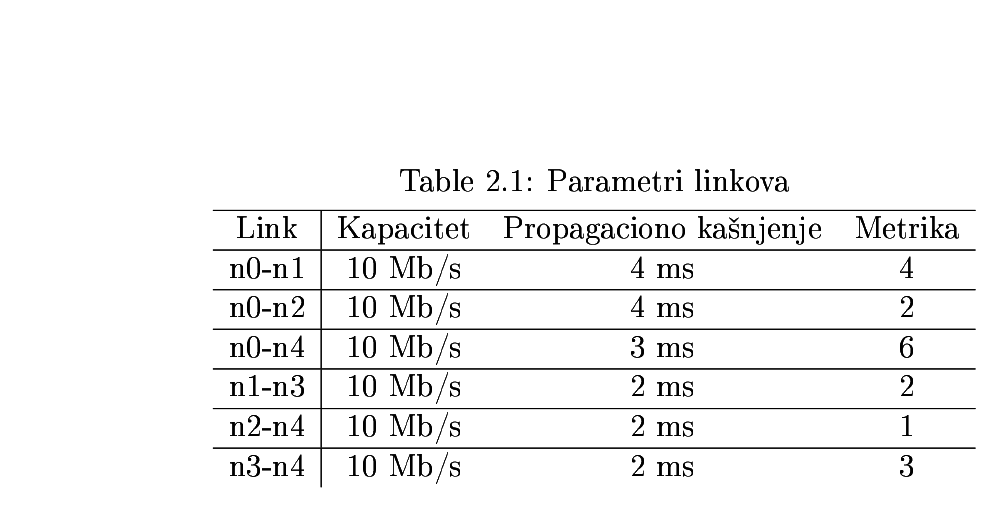 Table 2.1: Parametri linkova
Link Kapacitet Propagaciono kašnjenje Metrika
n0-n1 10 Mb/s 4 ms 4
n0-n2 10 Mb/s 4 ms 2
n0-n4 10 Mb/s 3 ms 6
n1-n3 10 Mb/s 2 ms 2
n2-n4 10 Mb/s 2 ms 1
n3-n4 10 Mb/s 2 ms 3